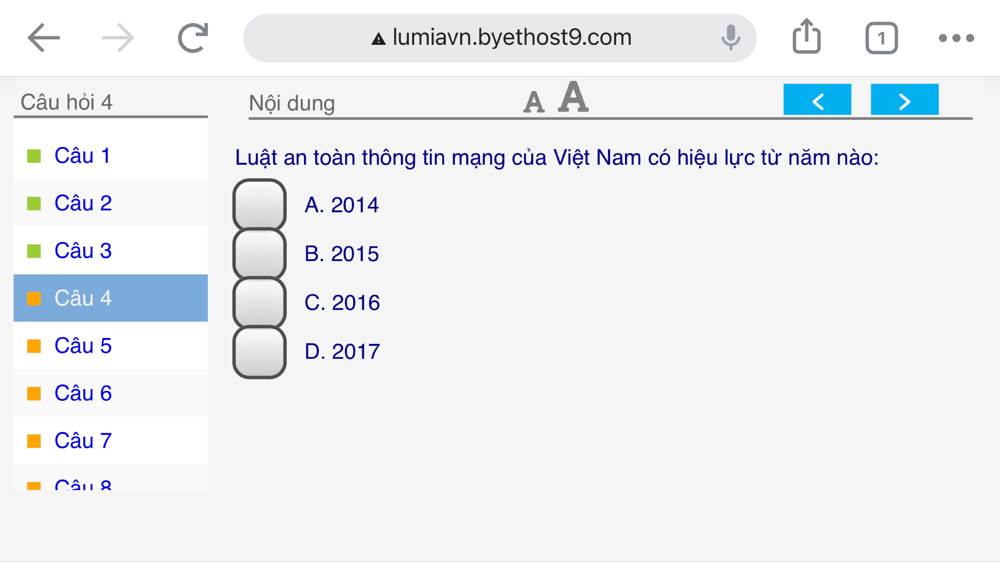 lumiavn.byethost9.com
1
Câu hỏi 4
Nội dung
A A
Câu 1
Câu 2
Câu 3
Câu 4
Câu 5
Câu 6
Câu 7
Câu 8
Luật an toàn thông tin mạng của Việt Nam có hiệu lực từ năm nào:
A. 2014
B. 2015
C. 2016
D. 2017